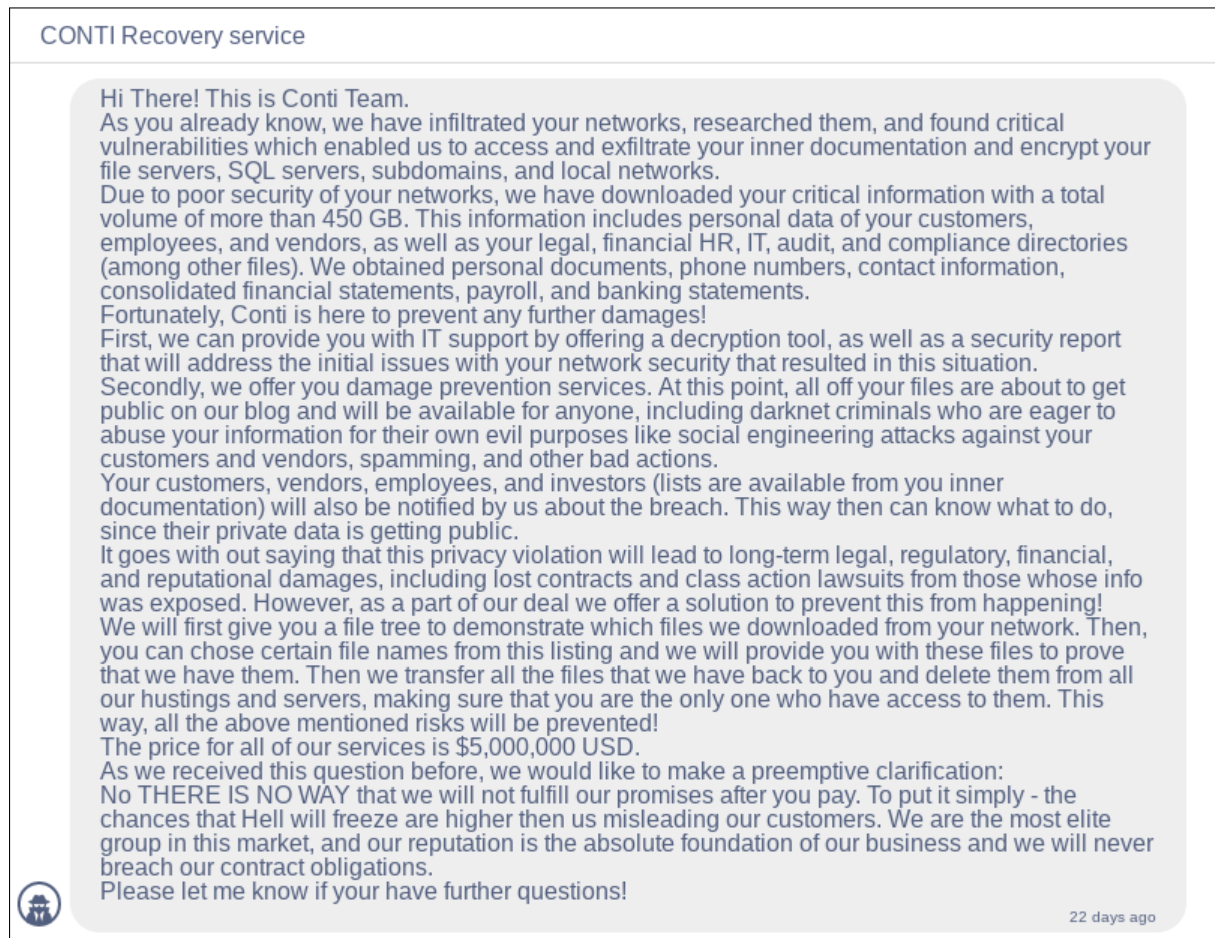 CONTI Recovery service
Hi There! This is Conti Team.
As you already know, we have infiltrated your networks, researched them, and found critical
vulnerabilities which enabled us to access and exfiltrate your inner documentation and encrypt your
file servers, SQL servers, subdomains, and local networks.
Due to poor security of your networks, we have downloaded your critical information with a total
volume of more than 450 GB. This information includes personal data of your customers,
employees, and vendors, as well as your legal, financial HR, IT, audit, and compliance directories
(among other files). We obtained personal documents, phone numbers, contact information,
consolidated financial statements, payroll, and banking statements.
Fortunately, Conti is here to prevent any further damages!
First, we can provide you with IT support by offering a decryption tool, as well as a security report
that will address the initial issues with your network security that resulted in this situation.
Secondly, we offer you damage prevention services. At this point, all off your files are about to get
public on our blog and will be available for anyone, including darknet criminals who are eager to
abuse your information for their own evil purposes like social engineering attacks against your
customers and vendors, spamming, and other bad actions.
Your customers, vendors, employees, and investors (lists are available from you inner
documentation) will also be notified by us about the breach. This way then can know what to do,
since their private data is getting public.
It goes with out saying that this privacy violation will lead to long-term legal, regulatory, financial,
and reputational damages, including lost contracts and class action lawsuits from those whose info
was exposed. However, as a part of our deal we offer a solution to prevent this from happening!
We will first give you a file tree to demonstrate which files we downloaded from your network. Then,
you can chose certain file names from this listing and we will provide you with these files to prove
that we have them. Then we transfer all the files that we have back to you and delete them from all
our hustings and servers, making sure that you are the only one who have access to them. This
way, all the above mentioned risks will be prevented!
The price for all of our services is $5,000,000 USD.
As we received this question before, we would like to make a preemptive clarification:
No THERE IS NO WAY that we will not fulfill our promises after you pay. To put it simply - the
chances that Hell will freeze are higher then us misleading our customers. We are the most elite
group in this market, and our reputation is the absolute foundation of our business and we will never
breach our contract obligations.
Please let me know if your have further questions!
22 days ago